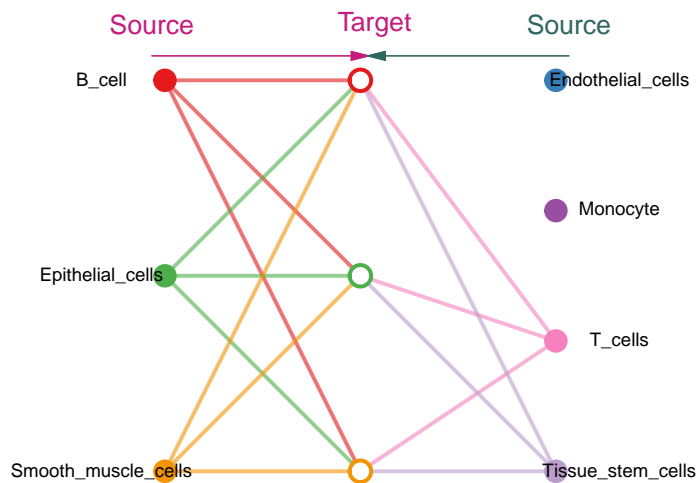 Source
Target
Source
B_cell
Endothelial_cells
Monocyte
Epithelial_cells
T_cells
Smooth_muscle_cells
Tissue_stem_cells